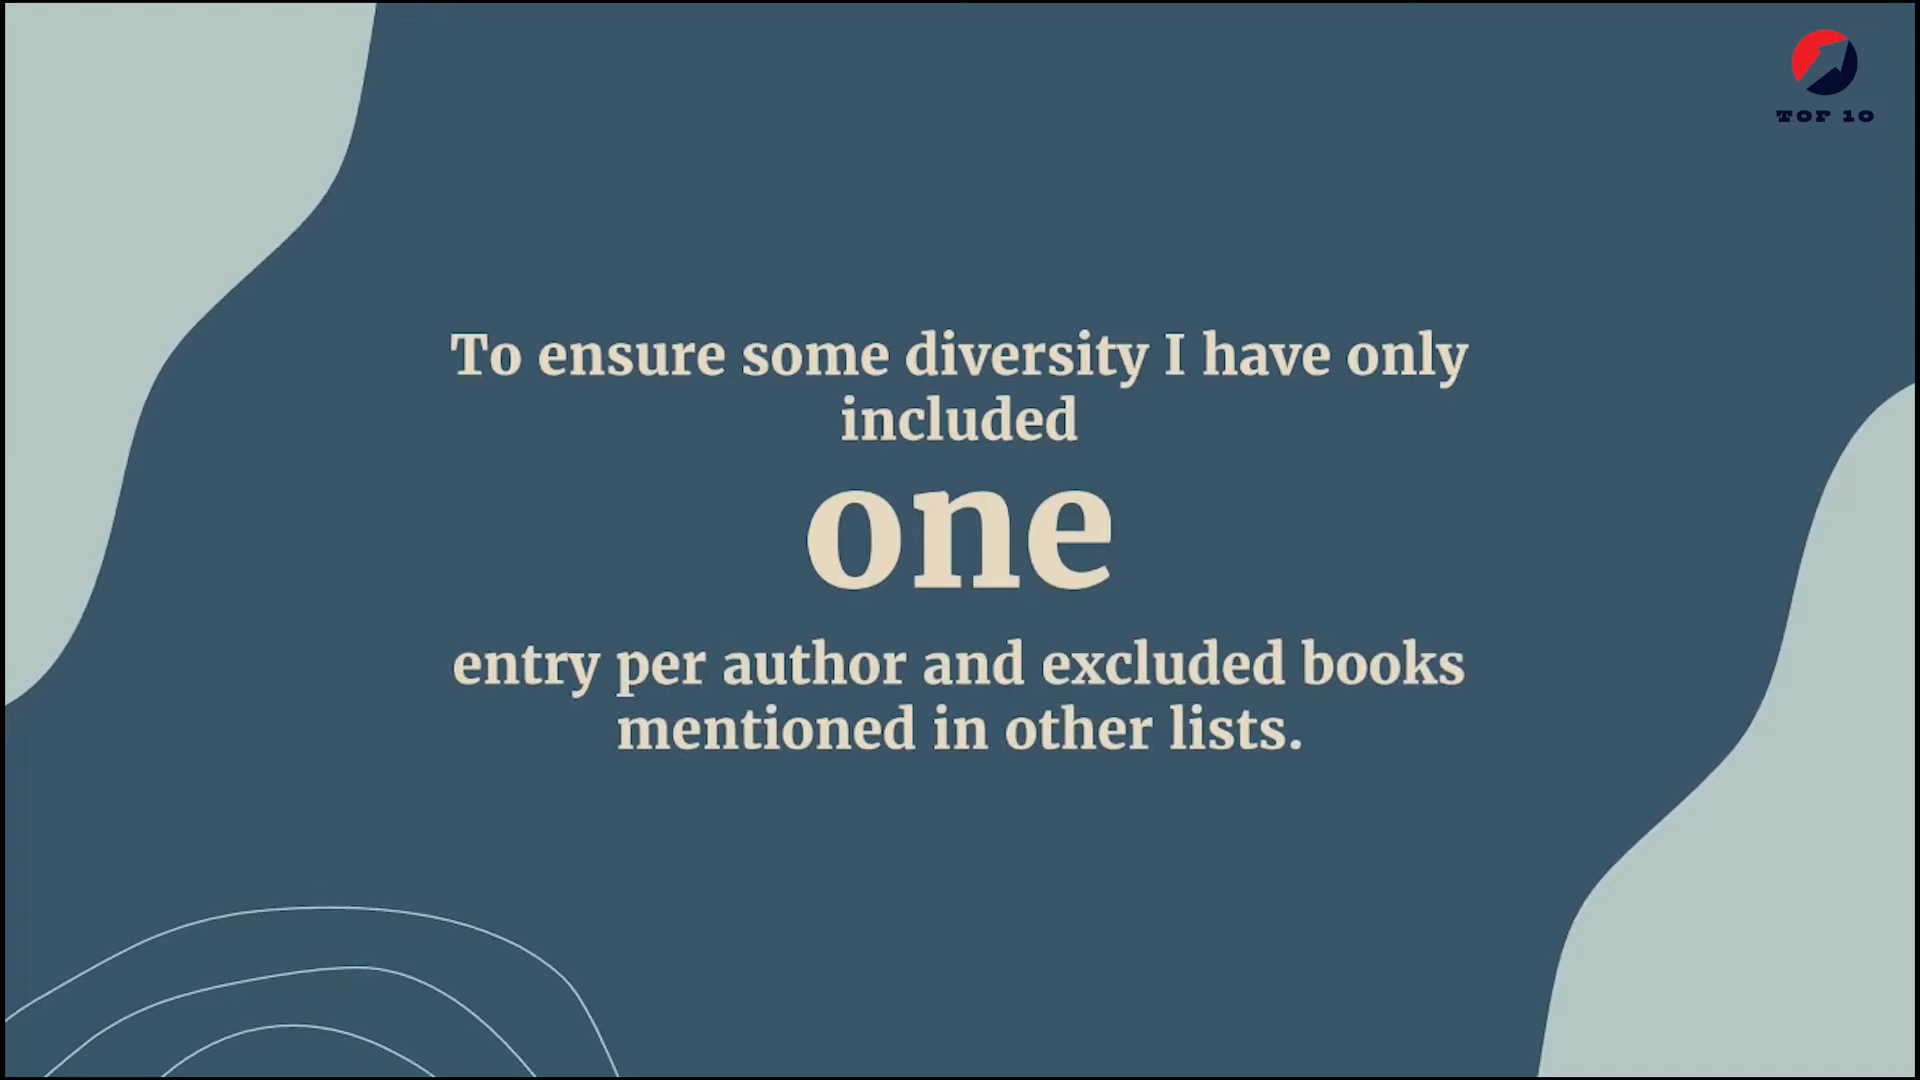 TOP 10
To ensure some diversity I have only
included
one
entry per author and excluded books
mentioned in other lists.